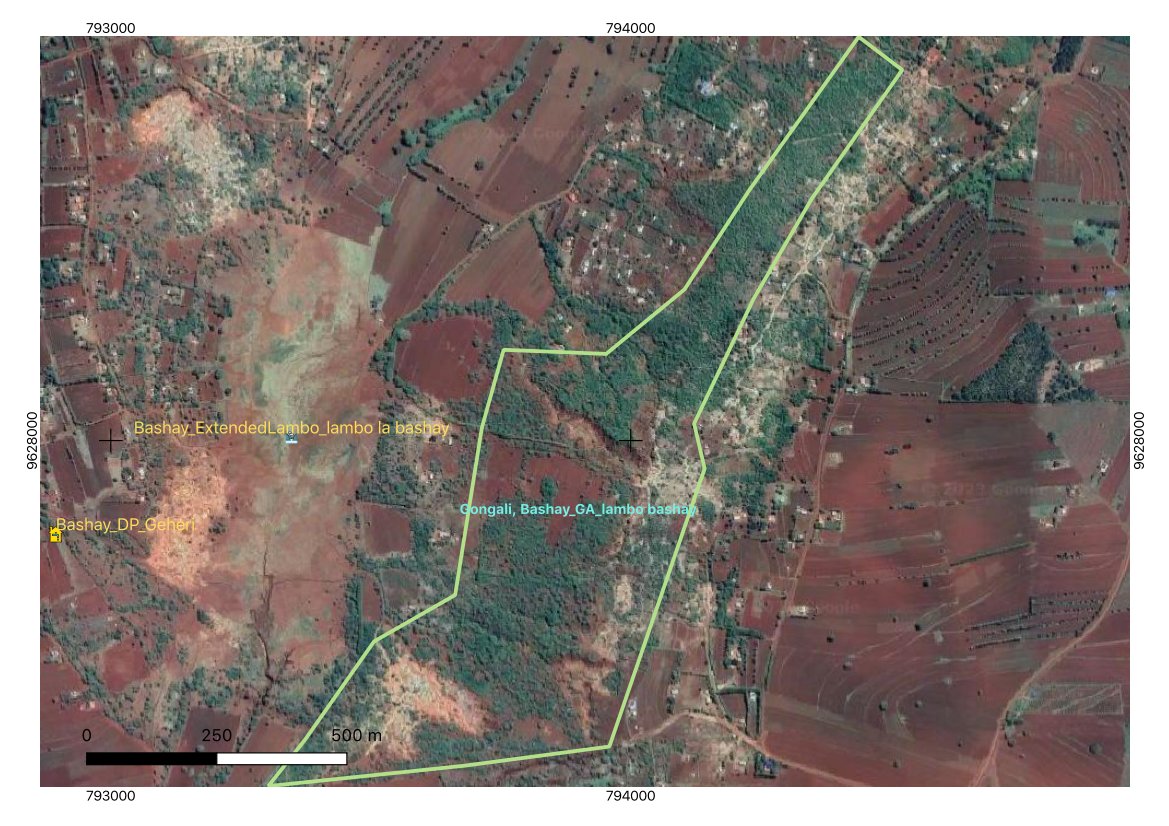 793000 794000
9628000 9628000
Bashay_ExtendedLambo_lambo la bashay
Gongali, Bashay_GA_lambo bashay
Bashay_DP_Geheri
0 250 500 m
793000 794000